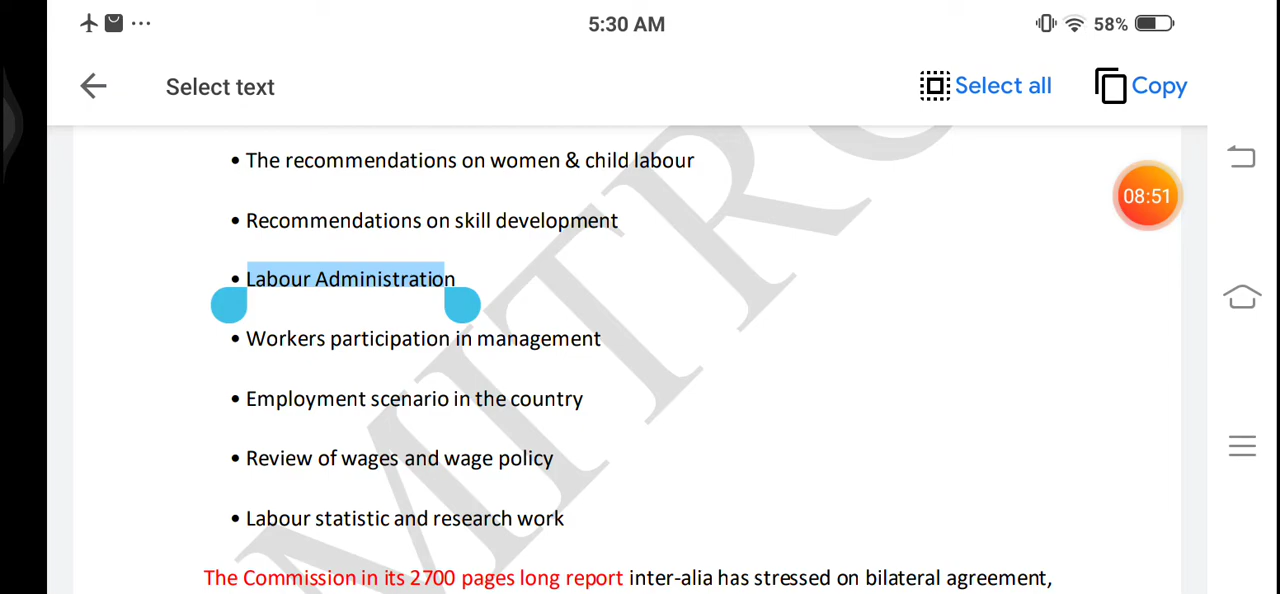 5:30 AM
58%
Select text
Select all
Copy
• The recommendations on women & child labour
08:51
• Recommendations on skill development
• Labour Administration
• Workers participation in management
• Employment scenario in the country
• Review of wages and wage policy
• Labour statistic and research work
The Commission in its 2700 pages long report inter-alia has stressed on bilateral agreement,